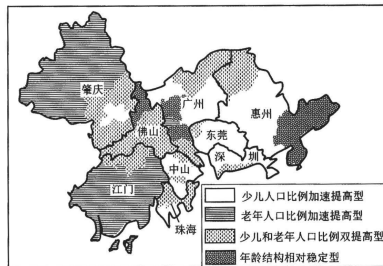 肇庆
广州
惠州
佛山
东莞
深 圳
中山
江门
珠海
少儿人口比例加速提高型
老年人口比例加速提高型
少儿和老年人口比例双提高型
年龄结构相对稳定型